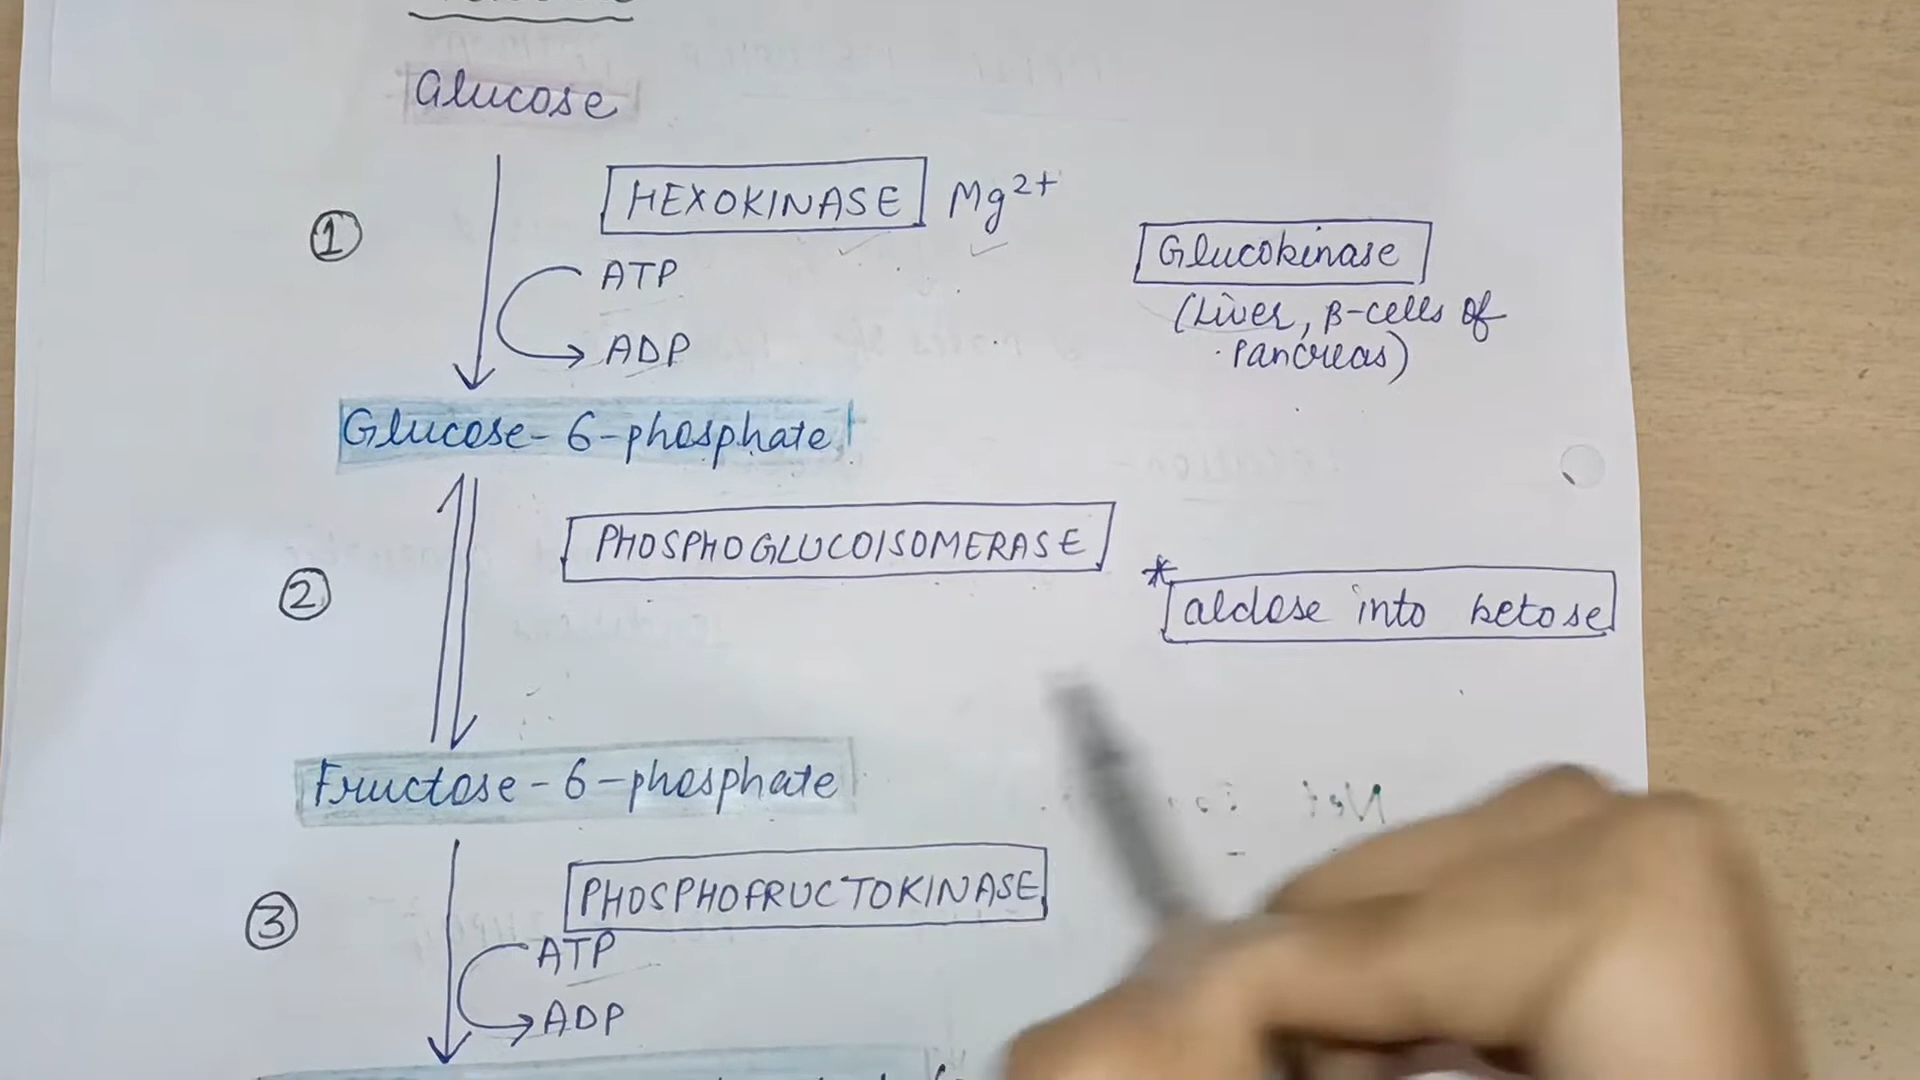 Glucose
HEXOKINASE Mg2+
①
Glucokinase
ATP
(Liver, β-cells of
Pancreas)
ADP
Glucose-6-phosphate
PHOSPHOGLUCOISOMERASE
②
* aldose into ketose
Fructose-6-phosphate
PHOSPHOFRUCTOKINASE
③
ATP
ADP